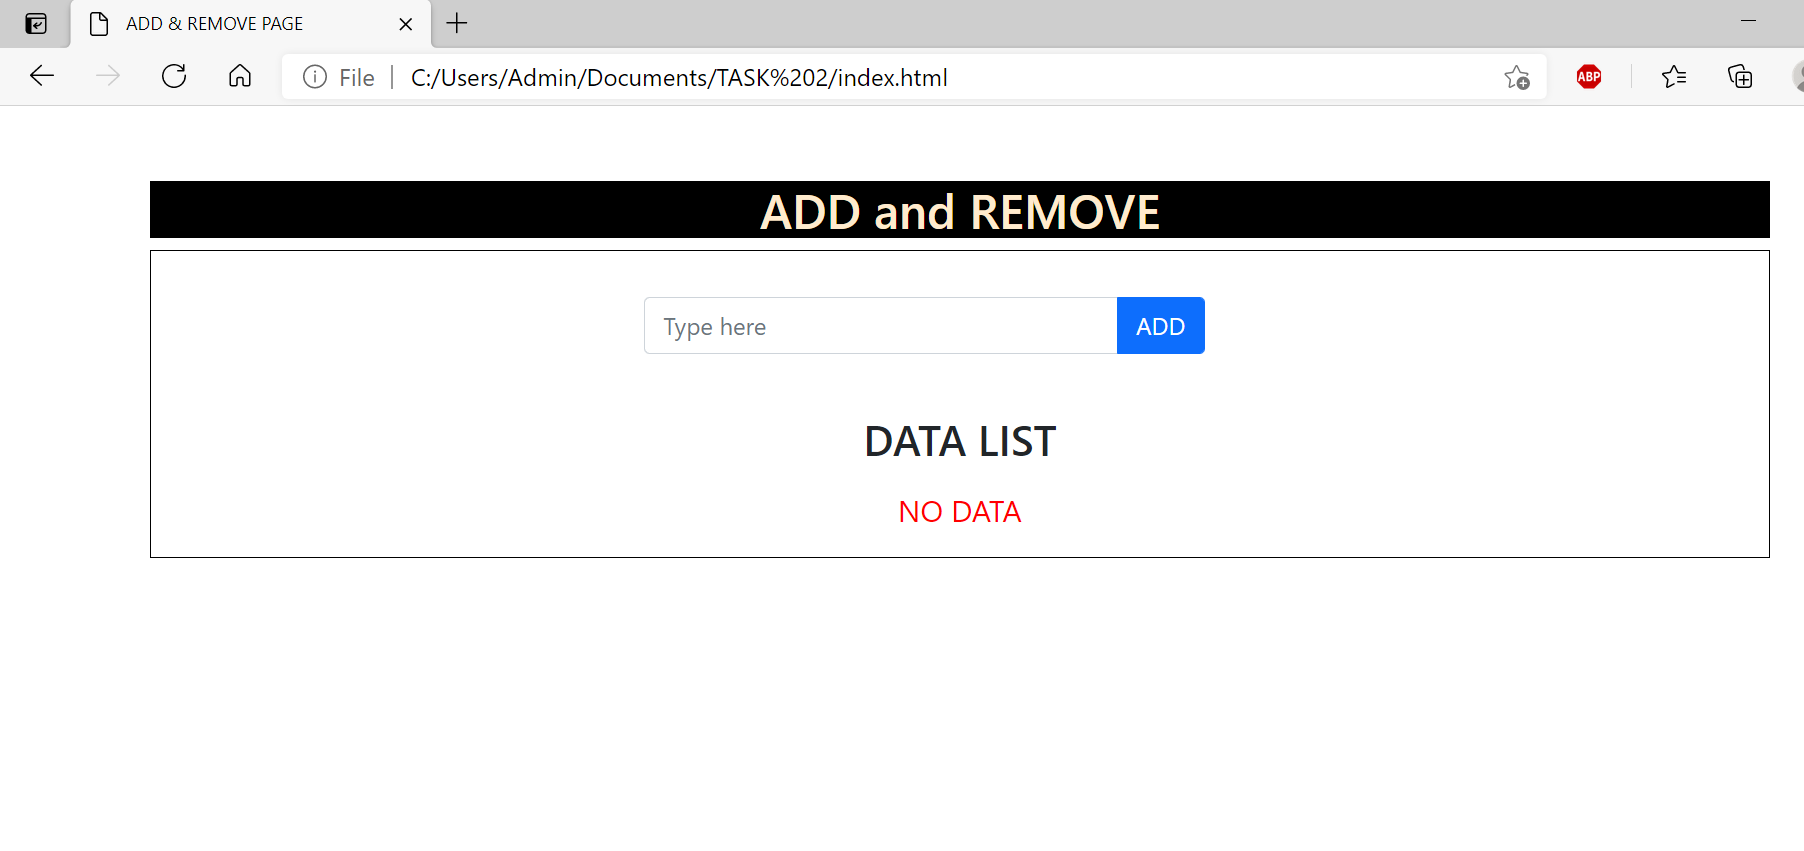 ADD & REMOVE PAGE
File | C:/Users/Admin/Documents/TASK%202/index.html
ABP
ADD and REMOVE
Type here
ADD
DATA LIST
NO DATA